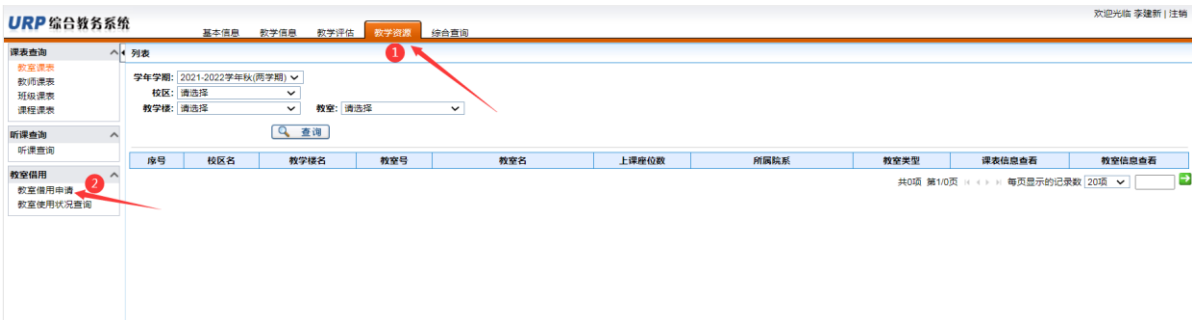 URP 综合教务系统
欢迎光临 李建新 | 注销
基本信息 教学信息 教学评估 教学资源 综合查询
1
课表查询
教室课表
教师课表
班级课表
课程课表
听课查询
听课查询
教室借用
教室借用申请
2
教室使用状况查询
列表
学年学期: 2021-2022学年秋(两学期)
校区: 请选择
教学楼: 请选择 教室: 请选择
查询
序号 校区名 教学楼名 教室号 教室名 上课座位数 所属院系 教室类型 课表信息查看 教室信息查看
共0项 第1/0页 每页显示的记录数 20项